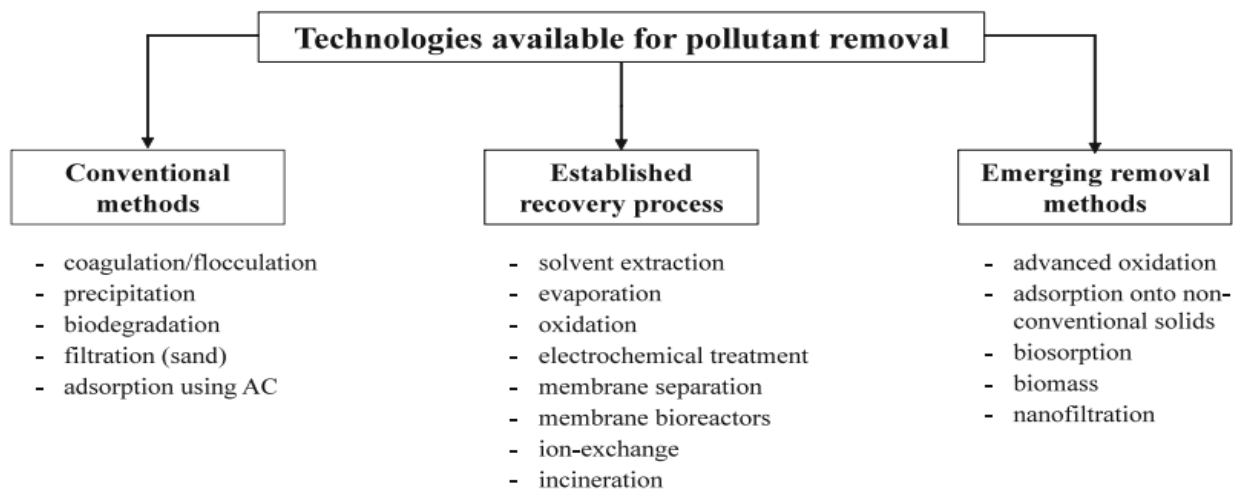 Technologies available for pollutant removal
Conventional
methods
- coagulation/flocculation
- precipitation
- biodegradation
- filtration (sand)
- adsorption using AC
Established
recovery process
- solvent extraction
- evaporation
- oxidation
- electrochemical treatment
- membrane separation
- membrane bioreactors
- ion-exchange
- incineration
Emerging removal
methods
- advanced oxidation
- adsorption onto non-
conventional solids
- biosorption
- biomass
- nanofiltration